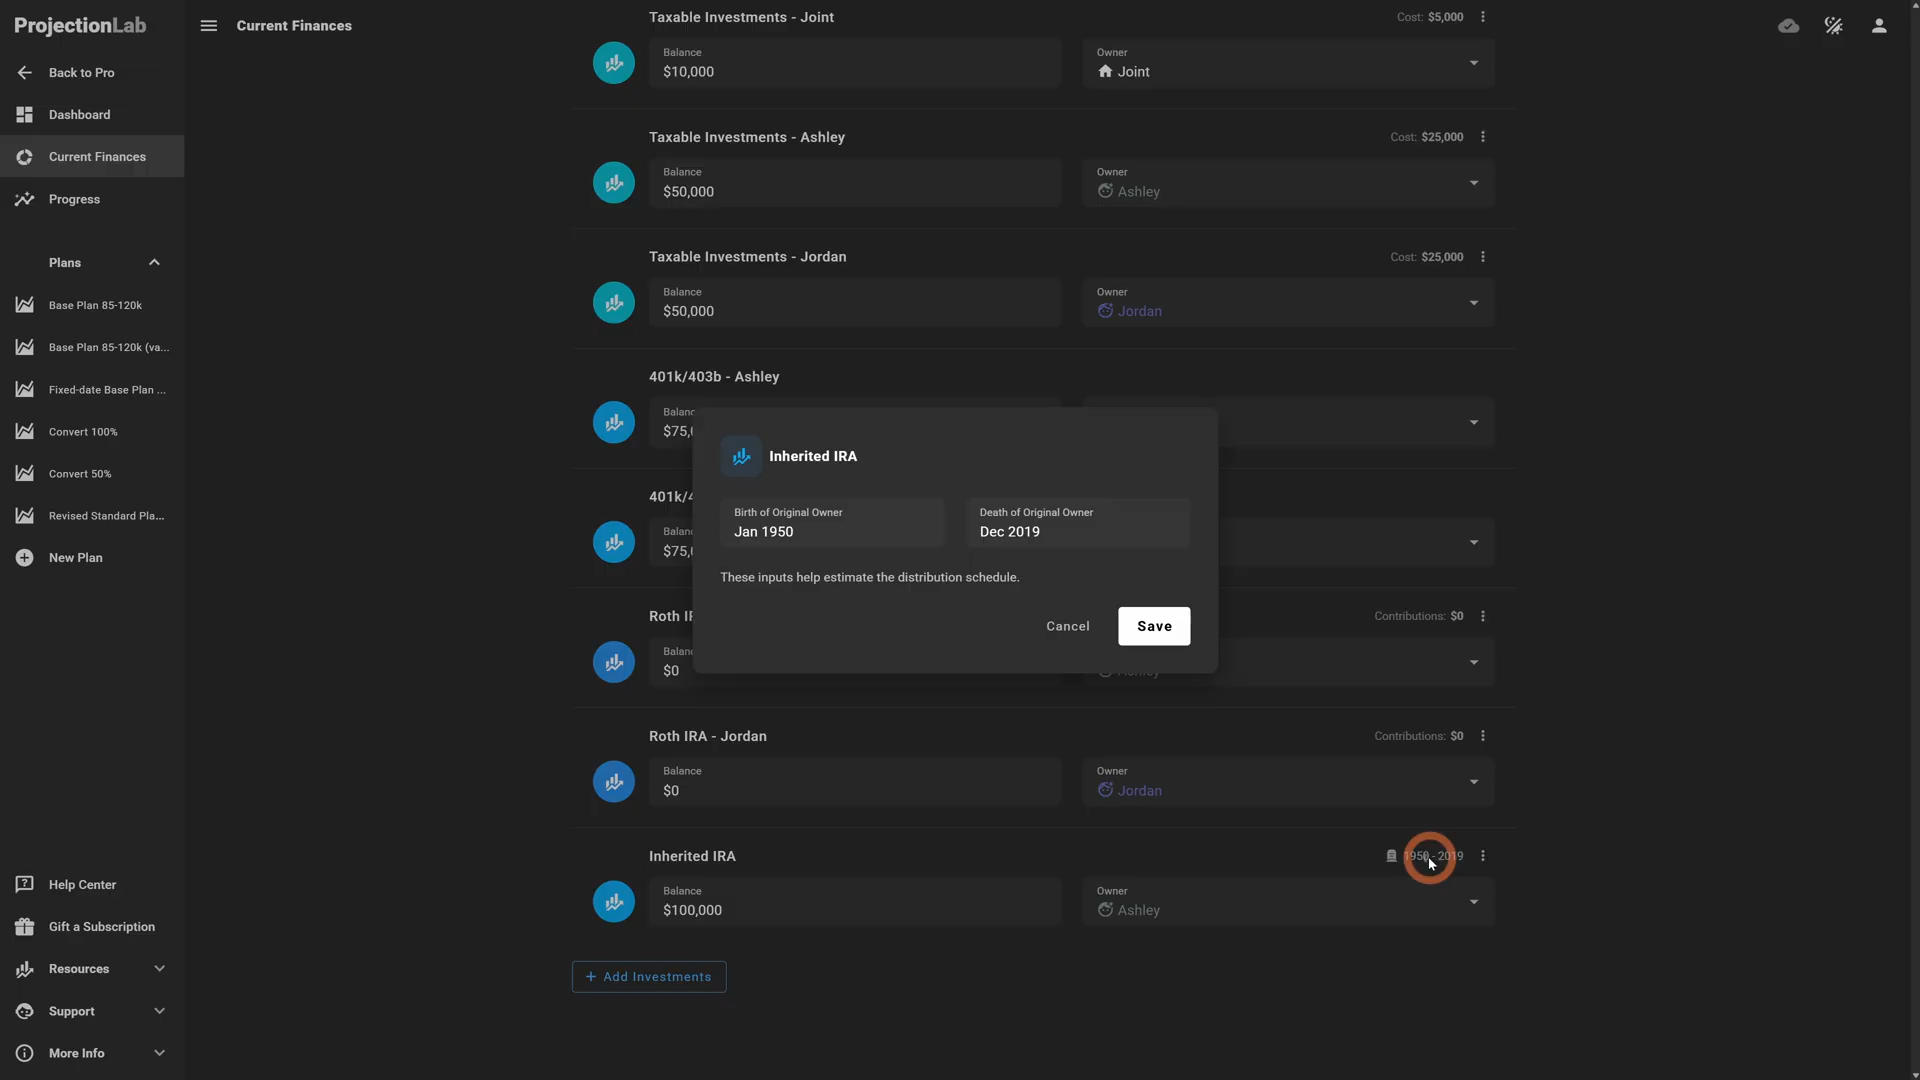 ProjectionLab
Back to Pro
Dashboard
Current Finances
Progress
Plans
Base Plan 85-120k
Base Plan 85-120k (va...
Fixed-date Base Plan ...
Convert 100%
Convert 50%
Revised Standard Pla...
New Plan
Help Center
Gift a Subscription
Resources
Support
More Info
Current Finances
Taxable Investments - Joint
Cost: $5,000
Balance
$10,000
Owner
Joint
Taxable Investments - Ashley
Cost: $25,000
Balance
$50,000
Owner
Ashley
Taxable Investments - Jordan
Cost: $25,000
Balance
$50,000
Owner
Jordan
401k/403b - Ashley
Inherited IRA
Birth of Original Owner
Jan 1950
Death of Original Owner
Dec 2019
These inputs help estimate the distribution schedule.
Cancel
Save
Contributions: $0
$0
Roth IRA - Jordan
Contributions: $0
Balance
$0
Owner
Jordan
Inherited IRA
1950 - 2019
Balance
$100,000
Owner
Ashley
+ Add Investments